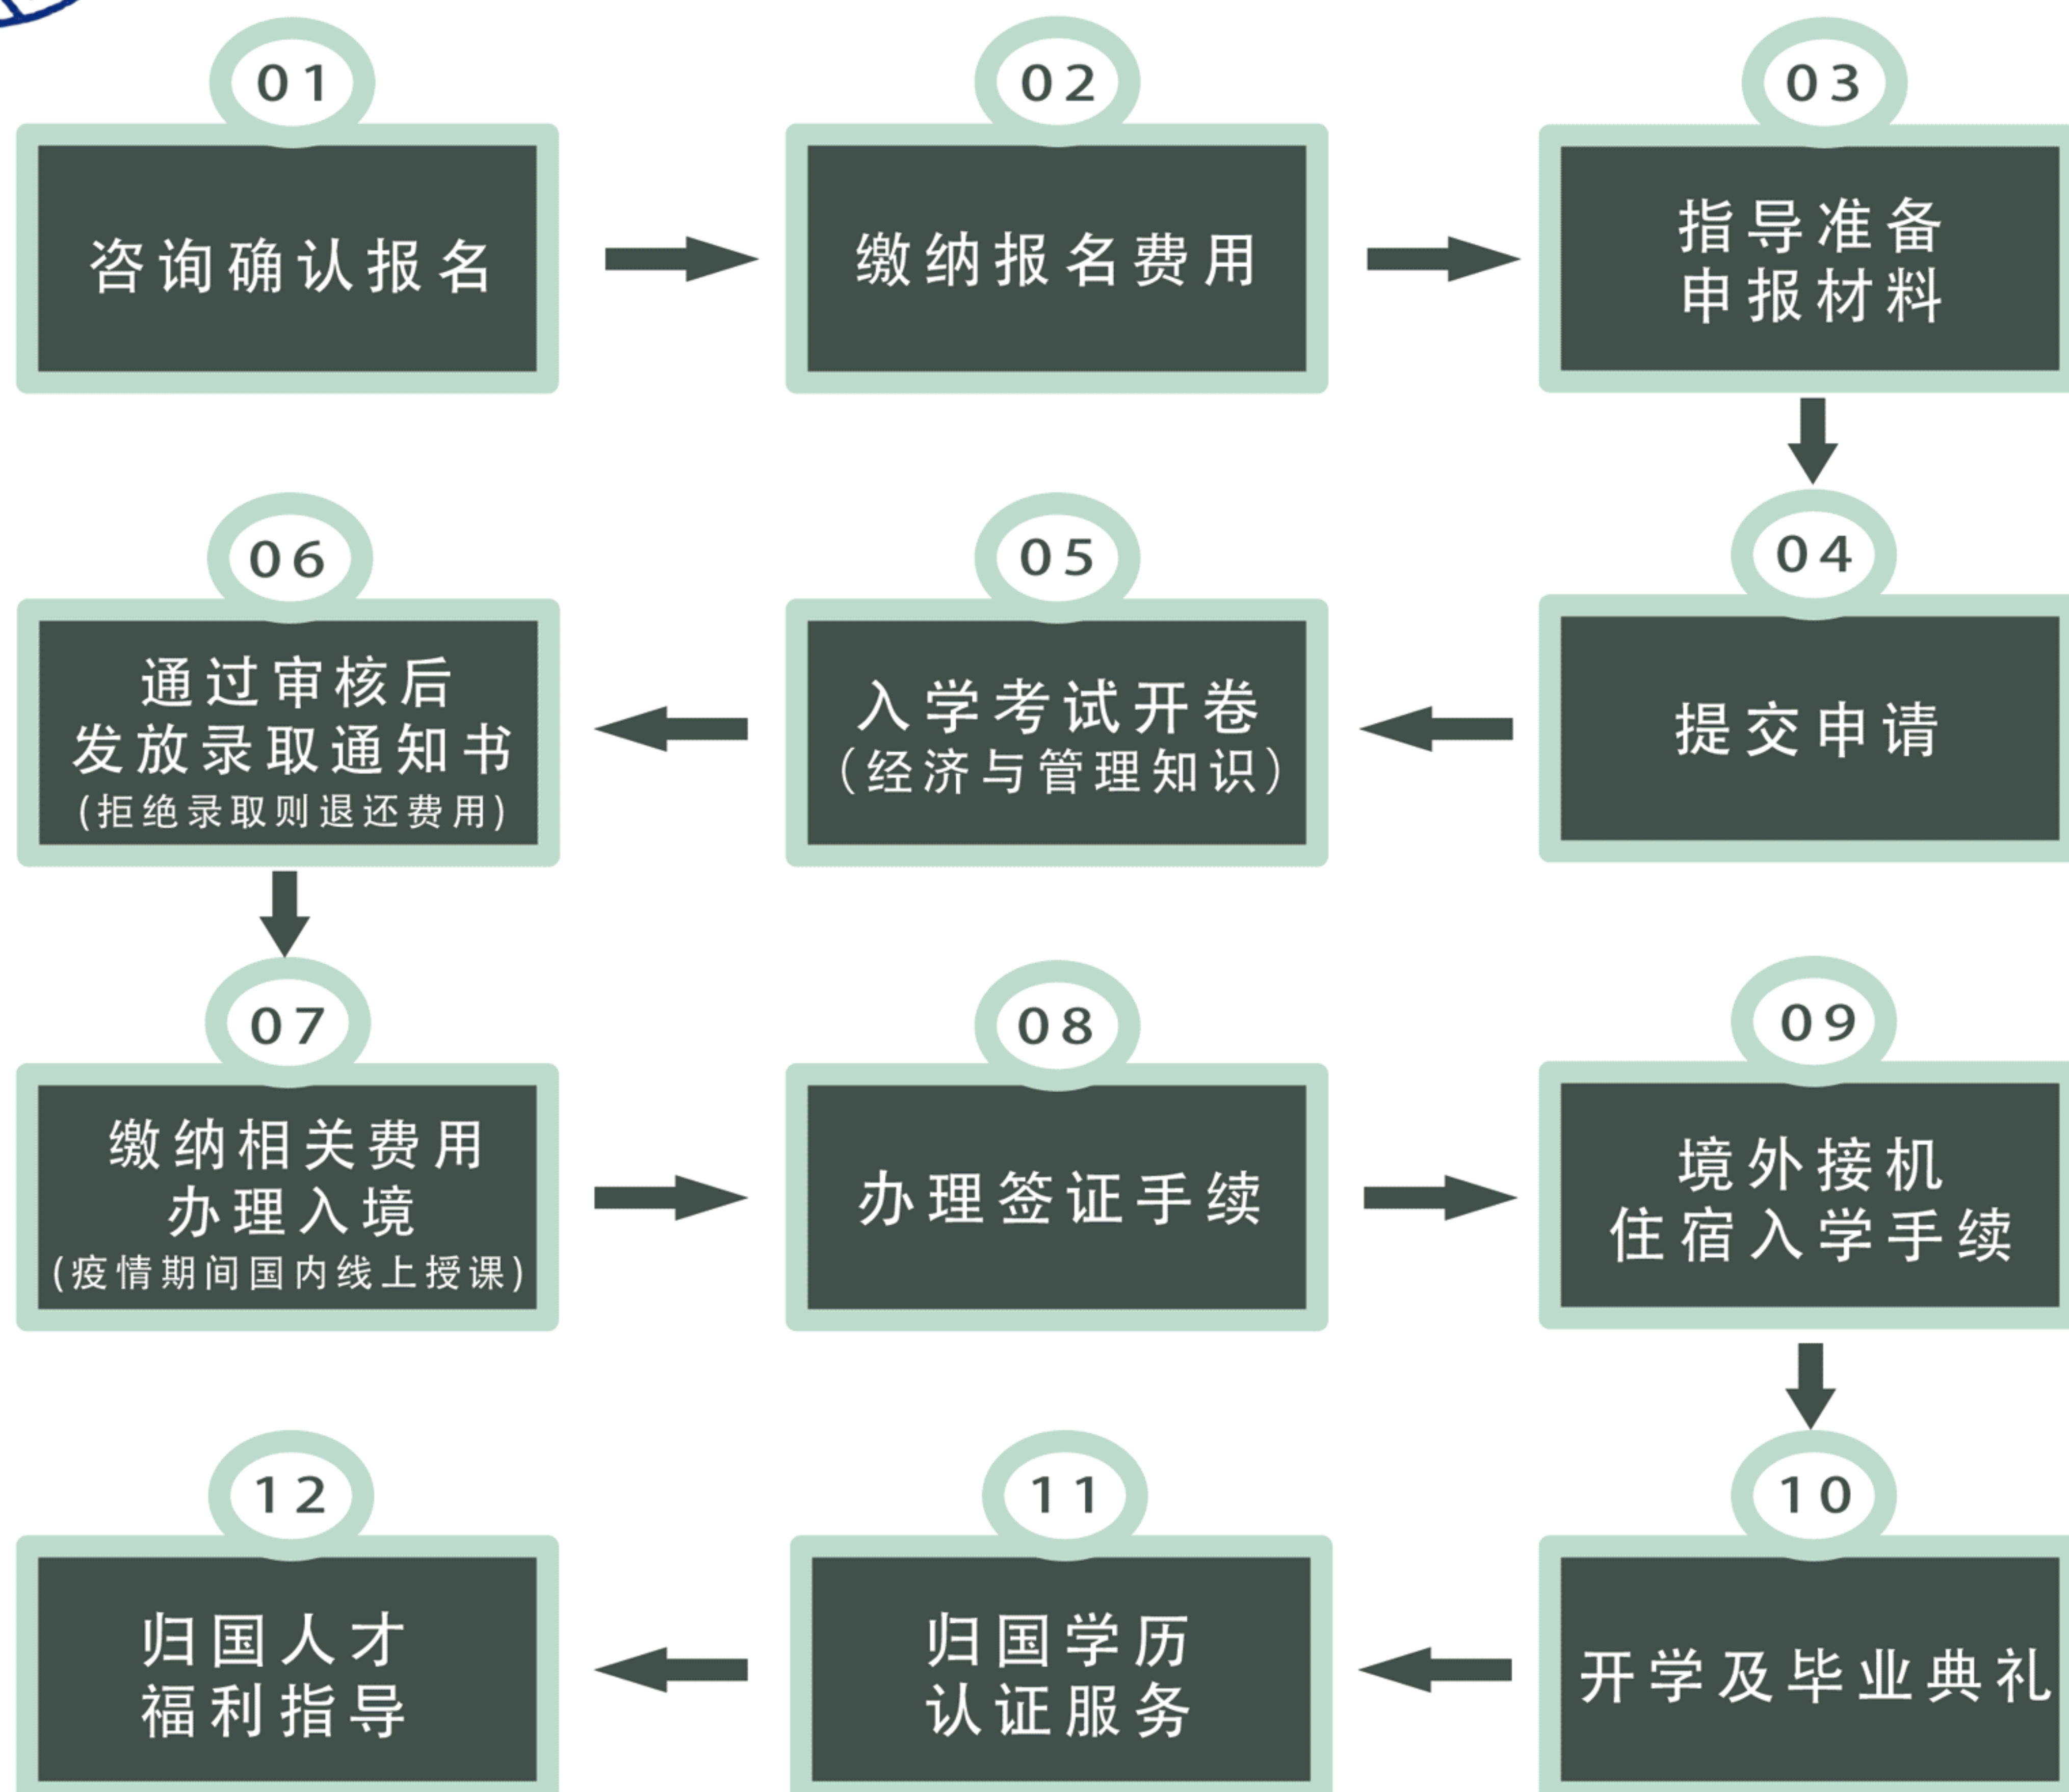 01
咨询确认报名
02
缴纳报名费用
03
指导准备
申报材料
04
提交申请
05
入学考试开卷
（经济与管理知识）
06
通过审核后
发放录取通知书
(拒绝录取则退还费用)
07
缴纳相关费用
办理入境
(疫情期间国内线上授课)
08
办理签证手续
09
境外接机
住宿入学手续
10
开学及毕业典礼
11
归国学历
认证服务
12
归国人才
福利指导